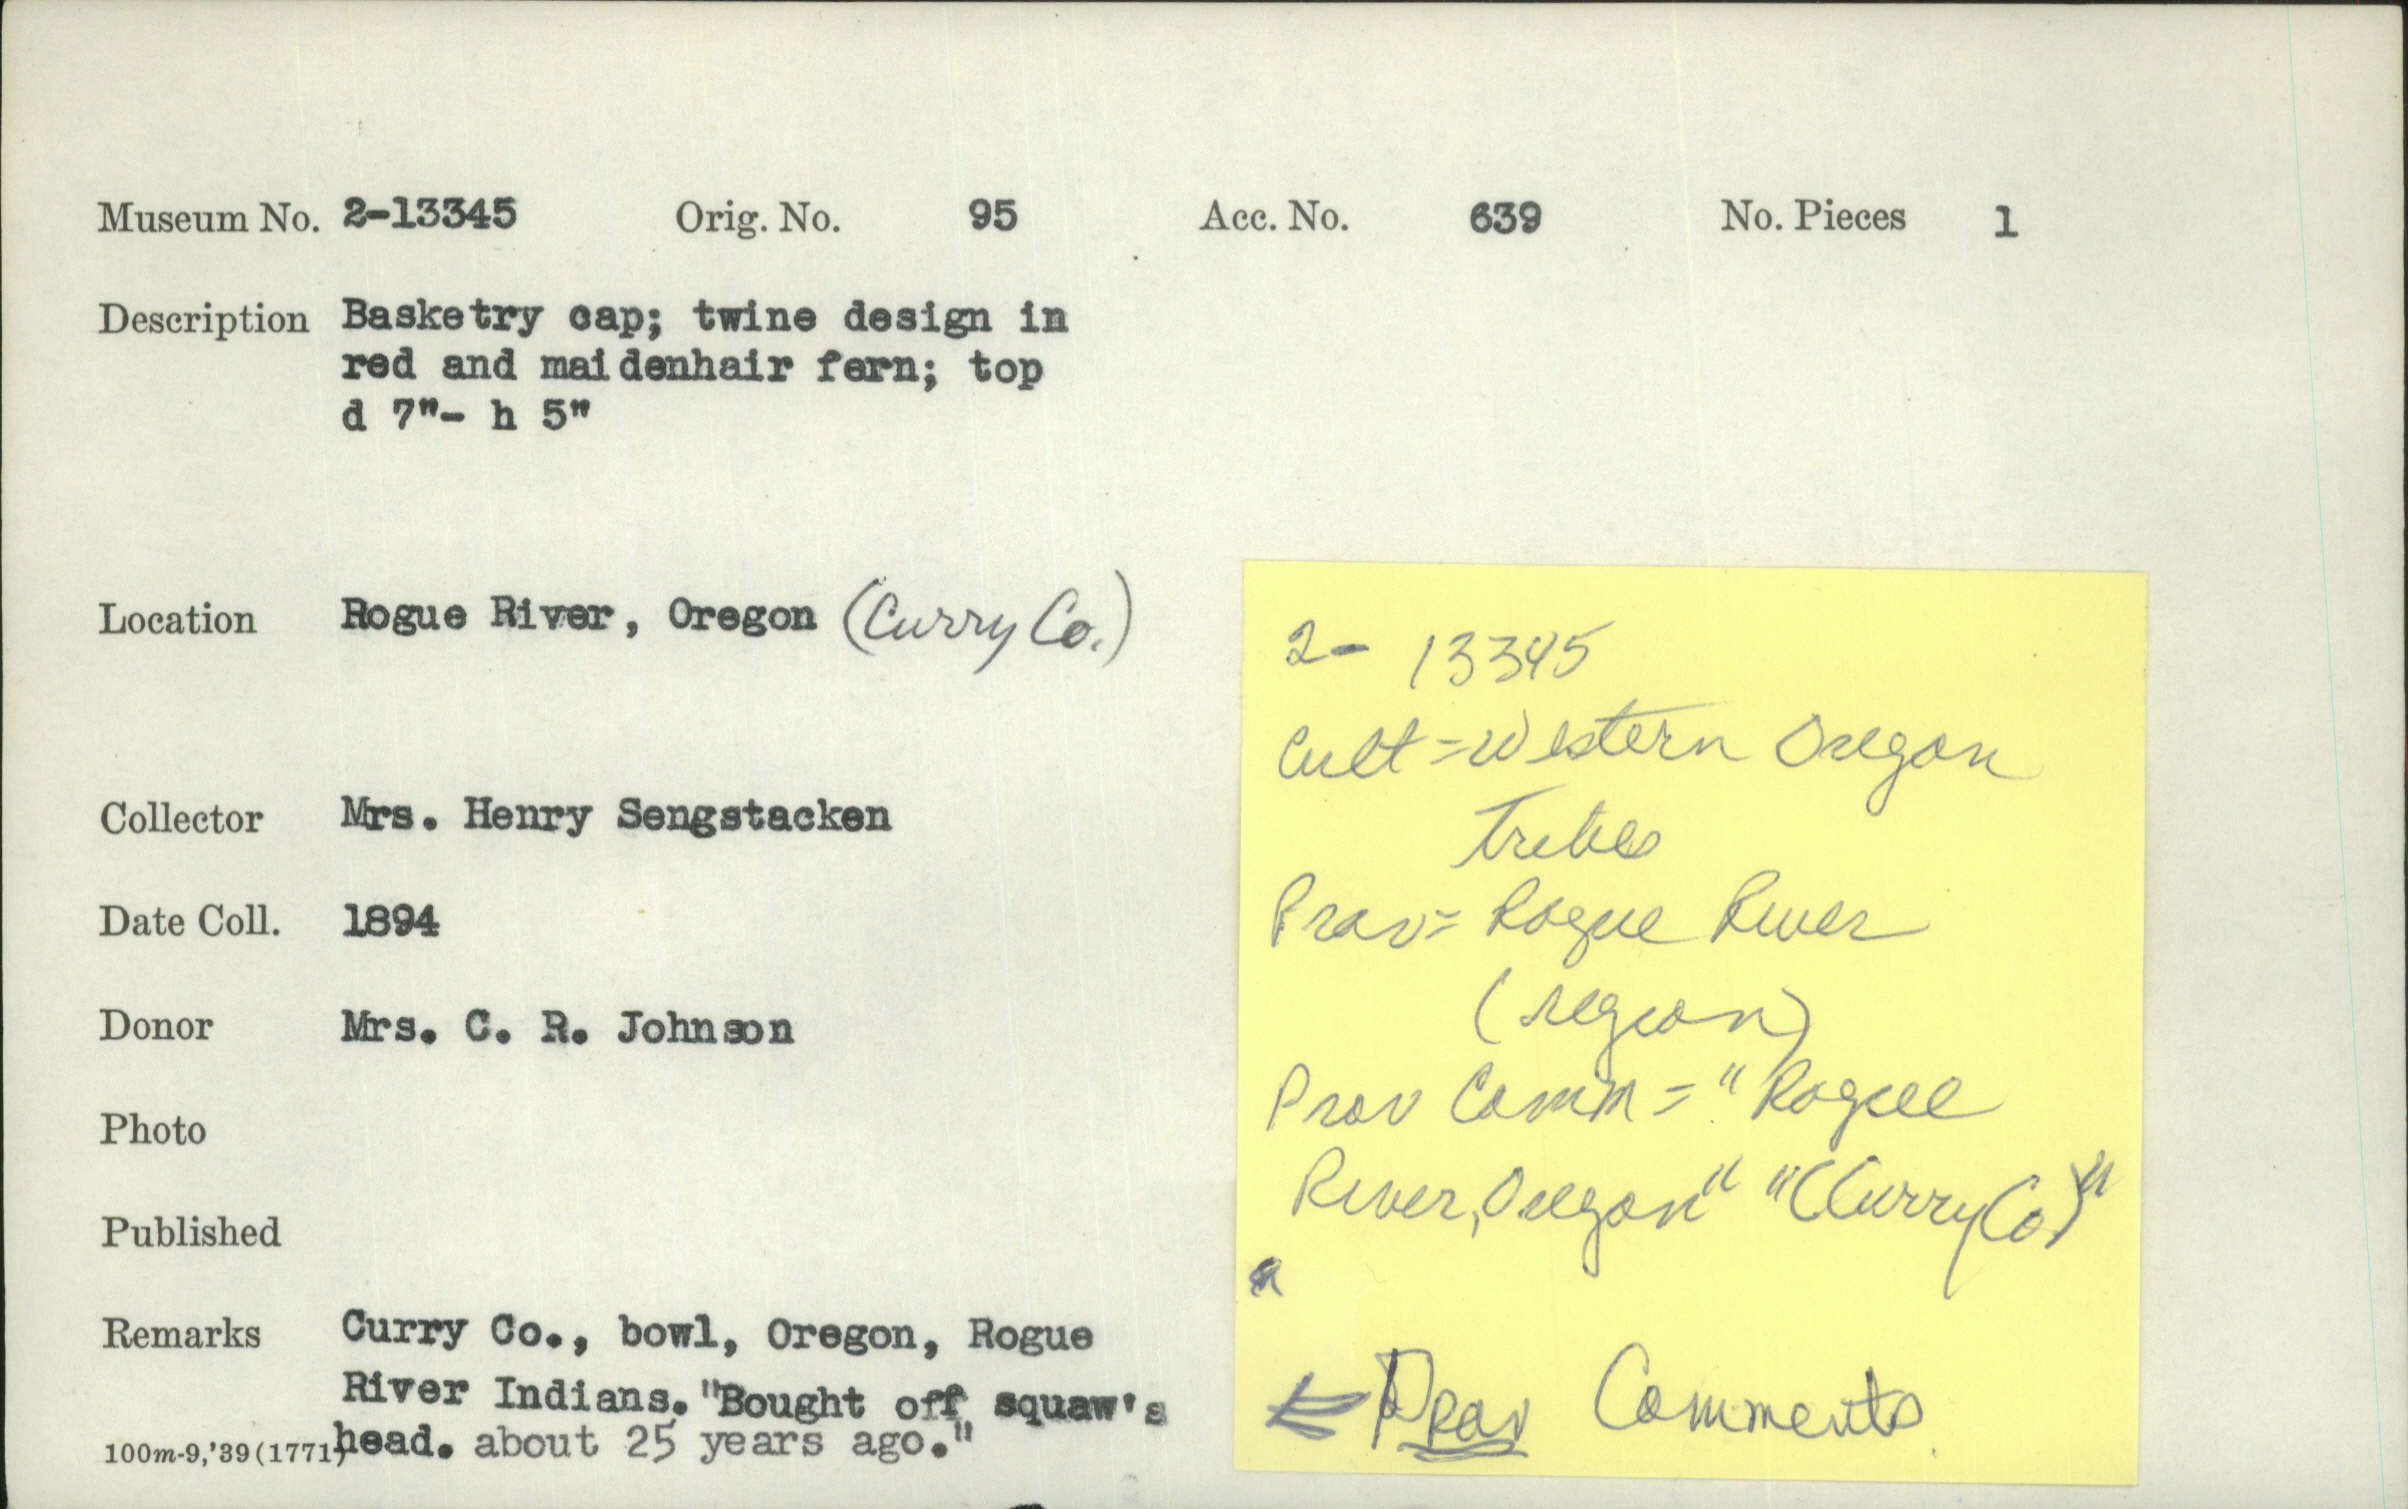 Museum No. 2-13345 Orig. No. 95 Acc. No. 639 No. Pieces 1
Description Basketry cap; twine design in
red and maidenhair fern; top
d 7"- h 5"
Location Rogue River, Oregon (Curry Co.)
Collector Mrs. Henry Sengstacken
Date Coll. 1894
Donor Mrs. C. R. Johnson
Photo
Published
Remarks Curry Co., bowl, Oregon, Rogue
River Indians. "Bought off squaw's
head. about 25 years ago."
100m-9,'39(1771)
2- 13345
Cult = Western Oregon
Tribes
Prov = Rogue River
(region)
Prov Comm = "Rogue
River, Oregon" "(Curry Co)"
← Prov Comments